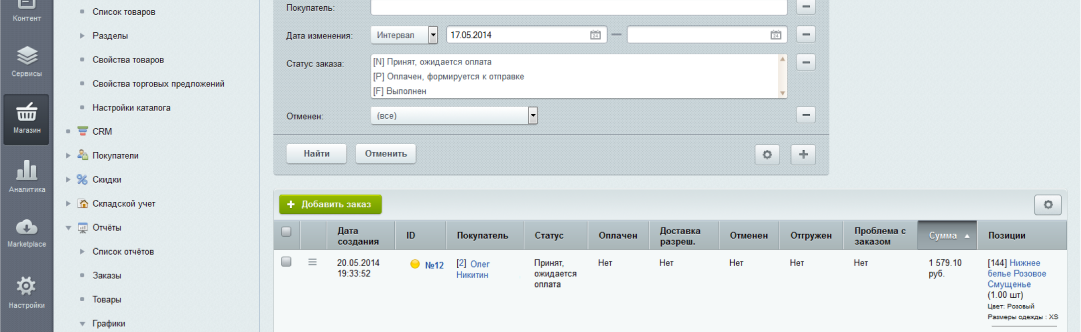 Контент
Сервисы
Магазин
Аналитика
Marketplace
Настройки
Список товаров
Разделы
Свойства товаров
Свойства торговых предложений
Настройки каталога
CRM
Покупатели
Скидки
Складской учет
Отчёты
Список отчётов
Заказы
Товары
Графики
Покупатель:
Дата изменения: Интервал 17.05.2014 —
Статус заказа: [N] Принят, ожидается оплата
[P] Оплачен, формируется к отправке
[F] Выполнен
Отменен: (все)
Найти Отменить
+ Добавить заказ
Дата создания ID Покупатель Статус Оплачен Доставка разреш. Отменен Отгружен Проблема с заказом Сумма Позиции
20.05.2014 №12 [2] Олег Принят, Нет Нет Нет Нет Нет 1 579.10 [144] Нижнее
19:33:52 Никитин ожидается руб. белье Розовое
оплата Смущенье
(1.00 шт)
Цвет: Розовый
Размеры одежды : XS